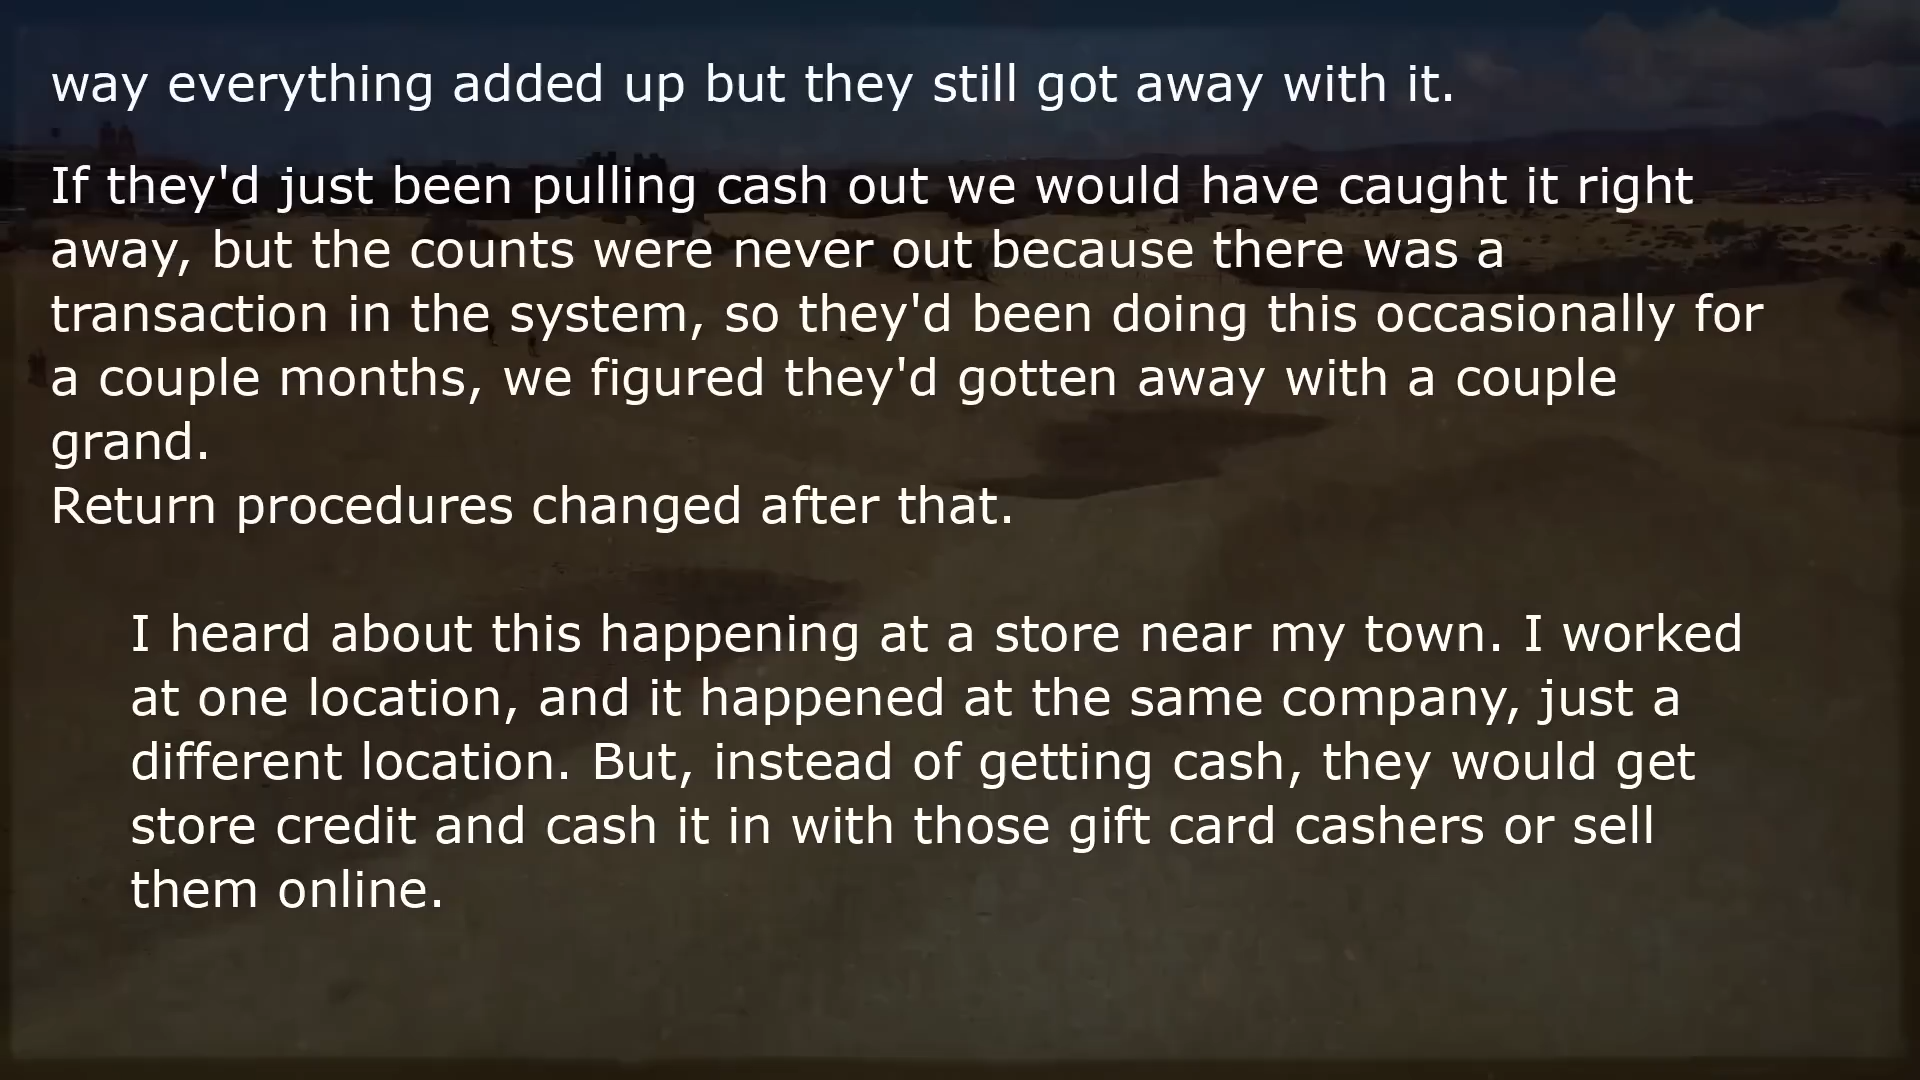 way everything added up but they still got away with it.
If they'd just been pulling cash out we would have caught it right
away, but the counts were never out because there was a
transaction in the system, so they'd been doing this occasionally for
a couple months, we figured they'd gotten away with a couple
grand.
Return procedures changed after that.
I heard about this happening at a store near my town. I worked
at one location, and it happened at the same company, just a
different location. But, instead of getting cash, they would get
store credit and cash it in with those gift card cashers or sell
them online.